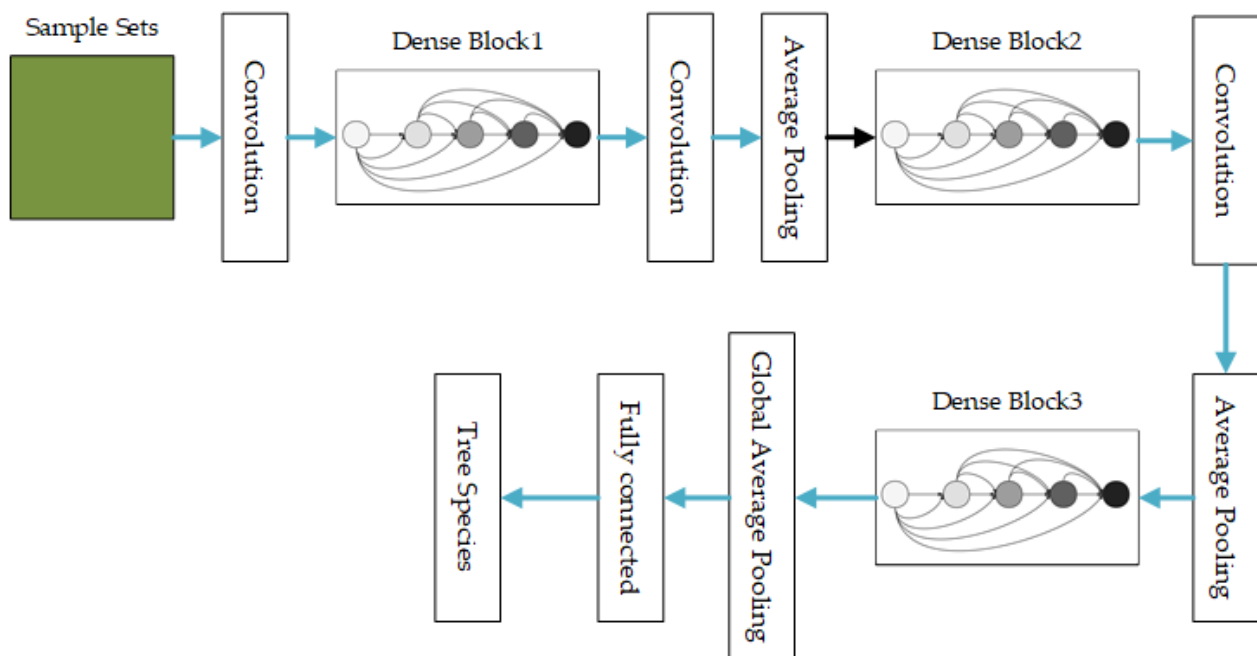 Sample Sets
Convolution
Dense Block1
Convolution
Average Pooling
Dense Block2
Convolution
Average Pooling
Dense Block3
Global Average Pooling
Fully connected
Tree Species